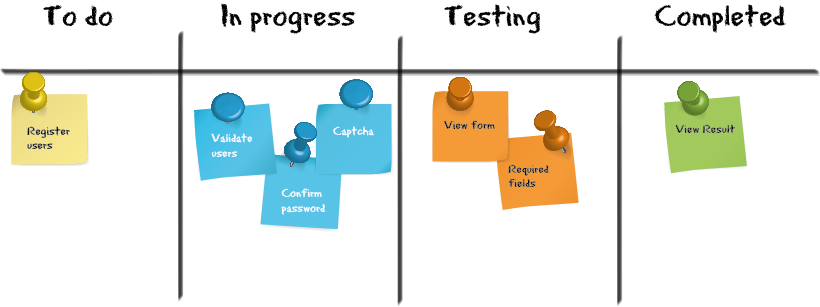 To do
In progress
Testing
Completed
Register
users
Validate
users
Confirm
password
Captcha
View form
Required
fields
View Result